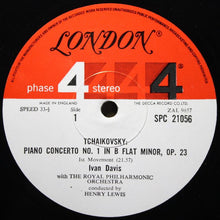 LONDON®
phase 4 stereo
MADE IN ENGLAND
THE DECCA RECORD CO. LTD.
SPEED 33⅓
Side
1
ZAL 9157
SPC 21056
TCHAIKOVSKY,
PIANO CONCERTO NO. 1 IN B FLAT MINOR, OP. 23
1st Movement (21.57)
Ivan Davis
with THE ROYAL PHILHARMONIC
ORCHESTRA
conducted by
HENRY LEWIS